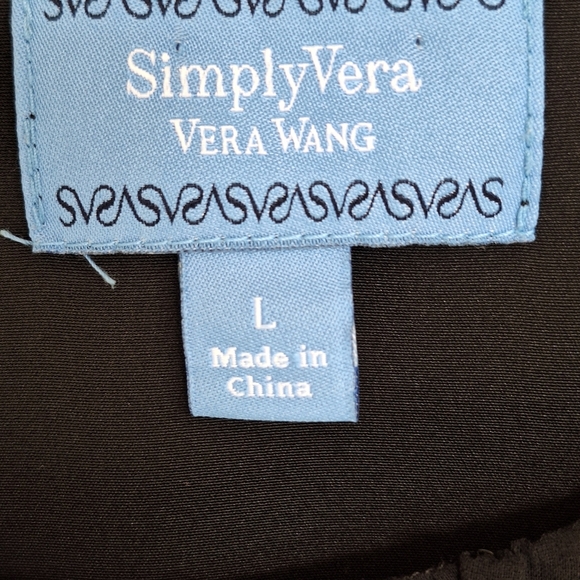 SimplyVera
VERA WANG
L
Made in
China